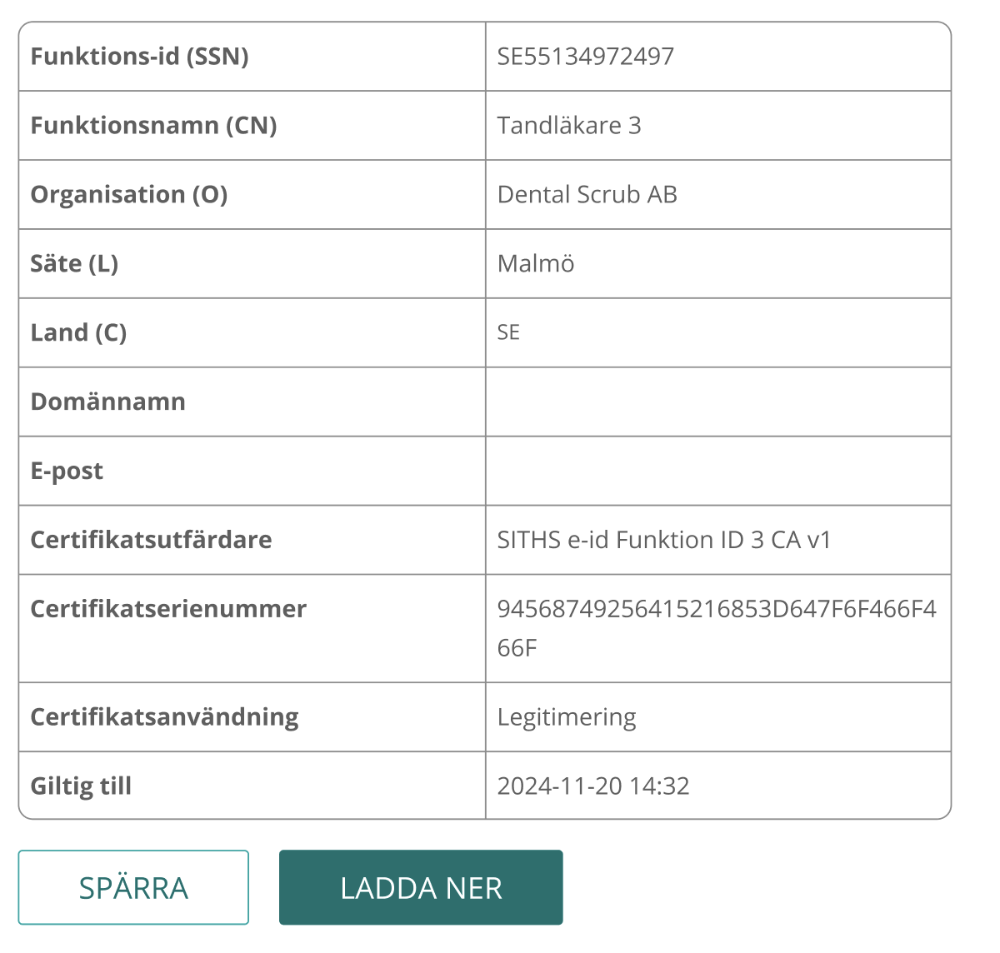 Funktions-id (SSN) SE55134972497
Funktionsnamn (CN) Tandläkare 3
Organisation (O) Dental Scrub AB
Säte (L) Malmö
Land (C) SE
Domännamn
E-post
Certifikatsutfärdare SITHS e-id Funktion ID 3 CA v1
Certifikatserienummer 94568749256415216853D647F6F466F4
66F
Certifikatsanvändning Legitimering
Giltig till 2024-11-20 14:32
SPÄRRA LADDA NER